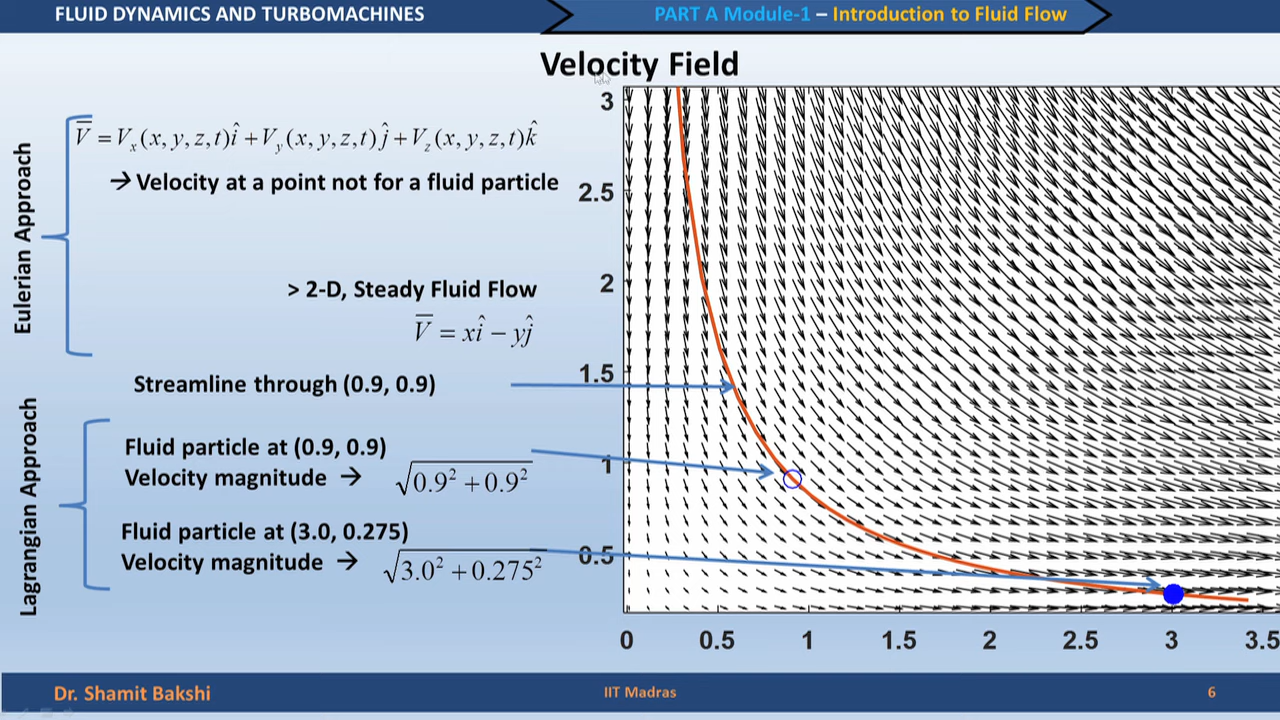 FLUID DYNAMICS AND TURBOMACHINES
PART A Module-1 – Introduction to Fluid Flow
Velocity Field
Eulerian Approach
V̅ = Vₓ(x, y, z, t)î + Vᵧ(x, y, z, t)ĵ + V_z(x, y, z, t)k̂
→ Velocity at a point not for a fluid particle
> 2-D, Steady Fluid Flow
V̅ = xî − yĵ
Streamline through (0.9, 0.9)
Lagrangian Approach
Fluid particle at (0.9, 0.9)
Velocity magnitude → √(0.9² + 0.9²)
Fluid particle at (3.0, 0.275)
Velocity magnitude → √(3.0² + 0.275²)
3
2.5
2
1.5
1
0.5
0 0.5 1 1.5 2 2.5 3 3.5
Dr. Shamit Bakshi
IIT Madras
6